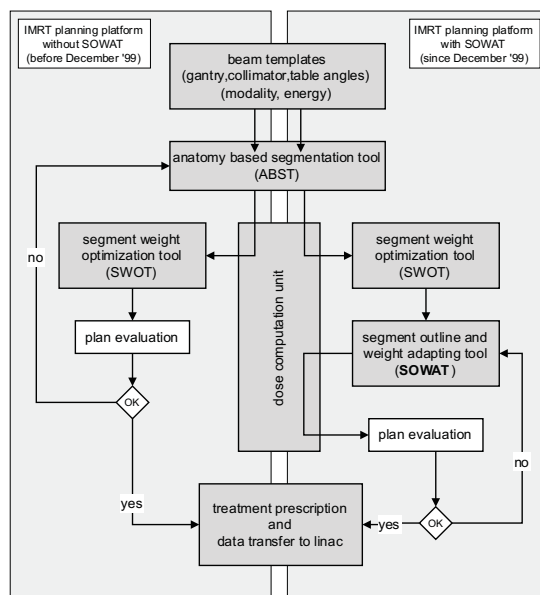 IMRT planning platform
without SOWAT
(before December '99)
IMRT planning platform
with SOWAT
(since December '99)
beam templates
(gantry,collimator,table angles)
(modality, energy)
anatomy based segmentation tool
(ABST)
no
segment weight
optimization tool
(SWOT)
dose computation unit
segment weight
optimization tool
(SWOT)
plan evaluation
segment outline and
weight adapting tool
(SOWAT)
OK
plan evaluation
no
yes
treatment prescription
and
data transfer to linac
yes
OK